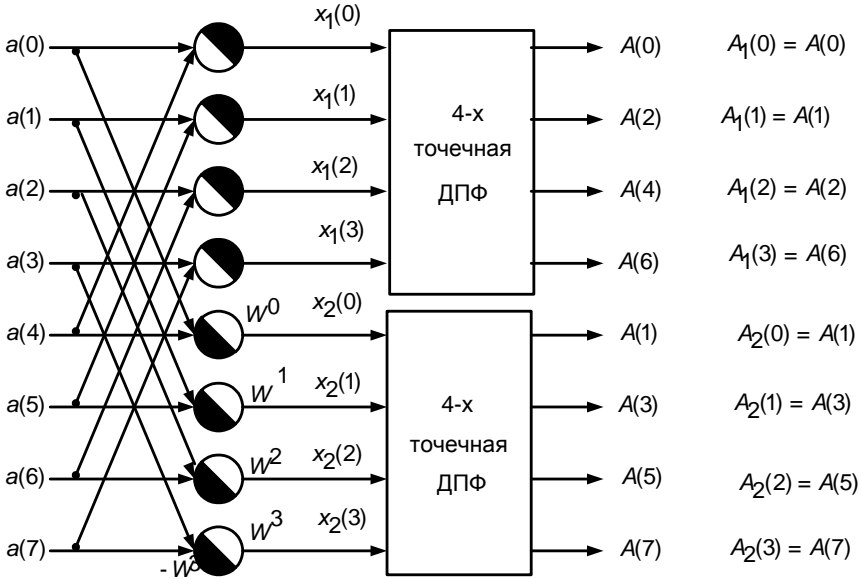 a(0) x₁(0) A(0) A₁(0) = A(0)
a(1) x₁(1) A(2) A₁(1) = A(1)
4-х
точечная
ДПФ
a(2) x₁(2) A(4) A₁(2) = A(2)
a(3) x₁(3) A(6) A₁(3) = A(6)
a(4) W⁰ x₂(0) A(1) A₂(0) = A(1)
a(5) W¹ x₂(1) A(3) A₂(1) = A(3)
4-х
точечная
ДПФ
a(6) W² x₂(2) A(5) A₂(2) = A(5)
a(7) W³ x₂(3) A(7) A₂(3) = A(7)
- W³